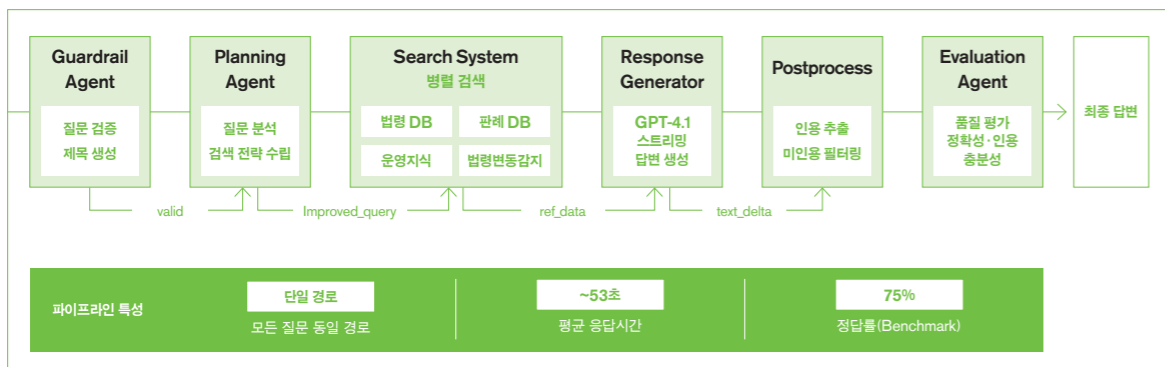 Guardrail
Agent
질문 검증
제목 생성
Planning
Agent
질문 분석
검색 전략 수립
Search System
병렬 검색
법령 DB
판례 DB
운영지식
법령변동감지
Response
Generator
GPT-4.1
스트리밍
답변 생성
Postprocess
인용 추출
미인용 필터링
Evaluation
Agent
품질 평가
정확성·인용
충분성
최종 답변
valid
Improved_query
ref_data
text_delta
파이프라인 특성
단일 경로
모든 질문 동일 경로
~53초
평균 응답시간
75%
정답률(Benchmark)